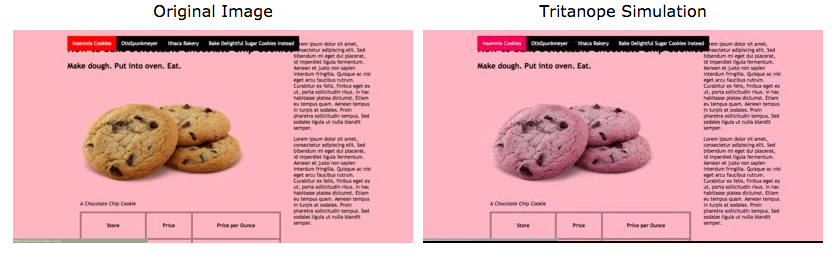 Original Image
Insomnia Cookies OtisSpunkmeyer Ithaca Bakery Bake Delightful Sugar Cookies Instead
Make dough. Put into oven. Eat.
Lorem ipsum dolor sit amet,
consectetur adipiscing elit. Sed
bibendum mi eget dui placerat,
id imperdiet ligula fermentum.
Aenean et justo non sapien
interdum fringilla. Quisque ac nisl
eget arcu faucibus rutrum.
Curabitur ex felis, finibus eget ex
ut, porta sollicitudin risus. In hac
habitasse platea dictumst. Etiam
eu tempus quam. Aenean tempus
in turpis at sodales. Proin
pharetra sollicitudin tempus. Sed
sodales ligula ut nulla blandit
semper.
Lorem ipsum dolor sit amet,
consectetur adipiscing elit. Sed
bibendum mi eget dui placerat,
id imperdiet ligula fermentum.
Aenean et justo non sapien
interdum fringilla. Quisque ac nisl
eget arcu faucibus rutrum.
Curabitur ex felis, finibus eget ex
ut, porta sollicitudin risus. In hac
habitasse platea dictumst. Etiam
eu tempus quam. Aenean tempus
in turpis at sodales. Proin
pharetra sollicitudin tempus. Sed
sodales ligula ut nulla blandit
semper.
A Chocolate Chip Cookie
Store Price Price per Ounce
Tritanope Simulation
Insomnia Cookies OtisSpunkmeyer Ithaca Bakery Bake Delightful Sugar Cookies Instead
Make dough. Put into oven. Eat.
Lorem ipsum dolor sit amet,
consectetur adipiscing elit. Sed
bibendum mi eget dui placerat,
id imperdiet ligula fermentum.
Aenean et justo non sapien
interdum fringilla. Quisque ac nisl
eget arcu faucibus rutrum.
Curabitur ex felis, finibus eget ex
ut, porta sollicitudin risus. In hac
habitasse platea dictumst. Etiam
eu tempus quam. Aenean tempus
in turpis at sodales. Proin
pharetra sollicitudin tempus. Sed
sodales ligula ut nulla blandit
semper.
Lorem ipsum dolor sit amet,
consectetur adipiscing elit. Sed
bibendum mi eget dui placerat,
id imperdiet ligula fermentum.
Aenean et justo non sapien
interdum fringilla. Quisque ac nisl
eget arcu faucibus rutrum.
Curabitur ex felis, finibus eget ex
ut, porta sollicitudin risus. In hac
habitasse platea dictumst. Etiam
eu tempus quam. Aenean tempus
in turpis at sodales. Proin
pharetra sollicitudin tempus. Sed
sodales ligula ut nulla blandit
semper.
A Chocolate Chip Cookie
Store Price Price per Ounce